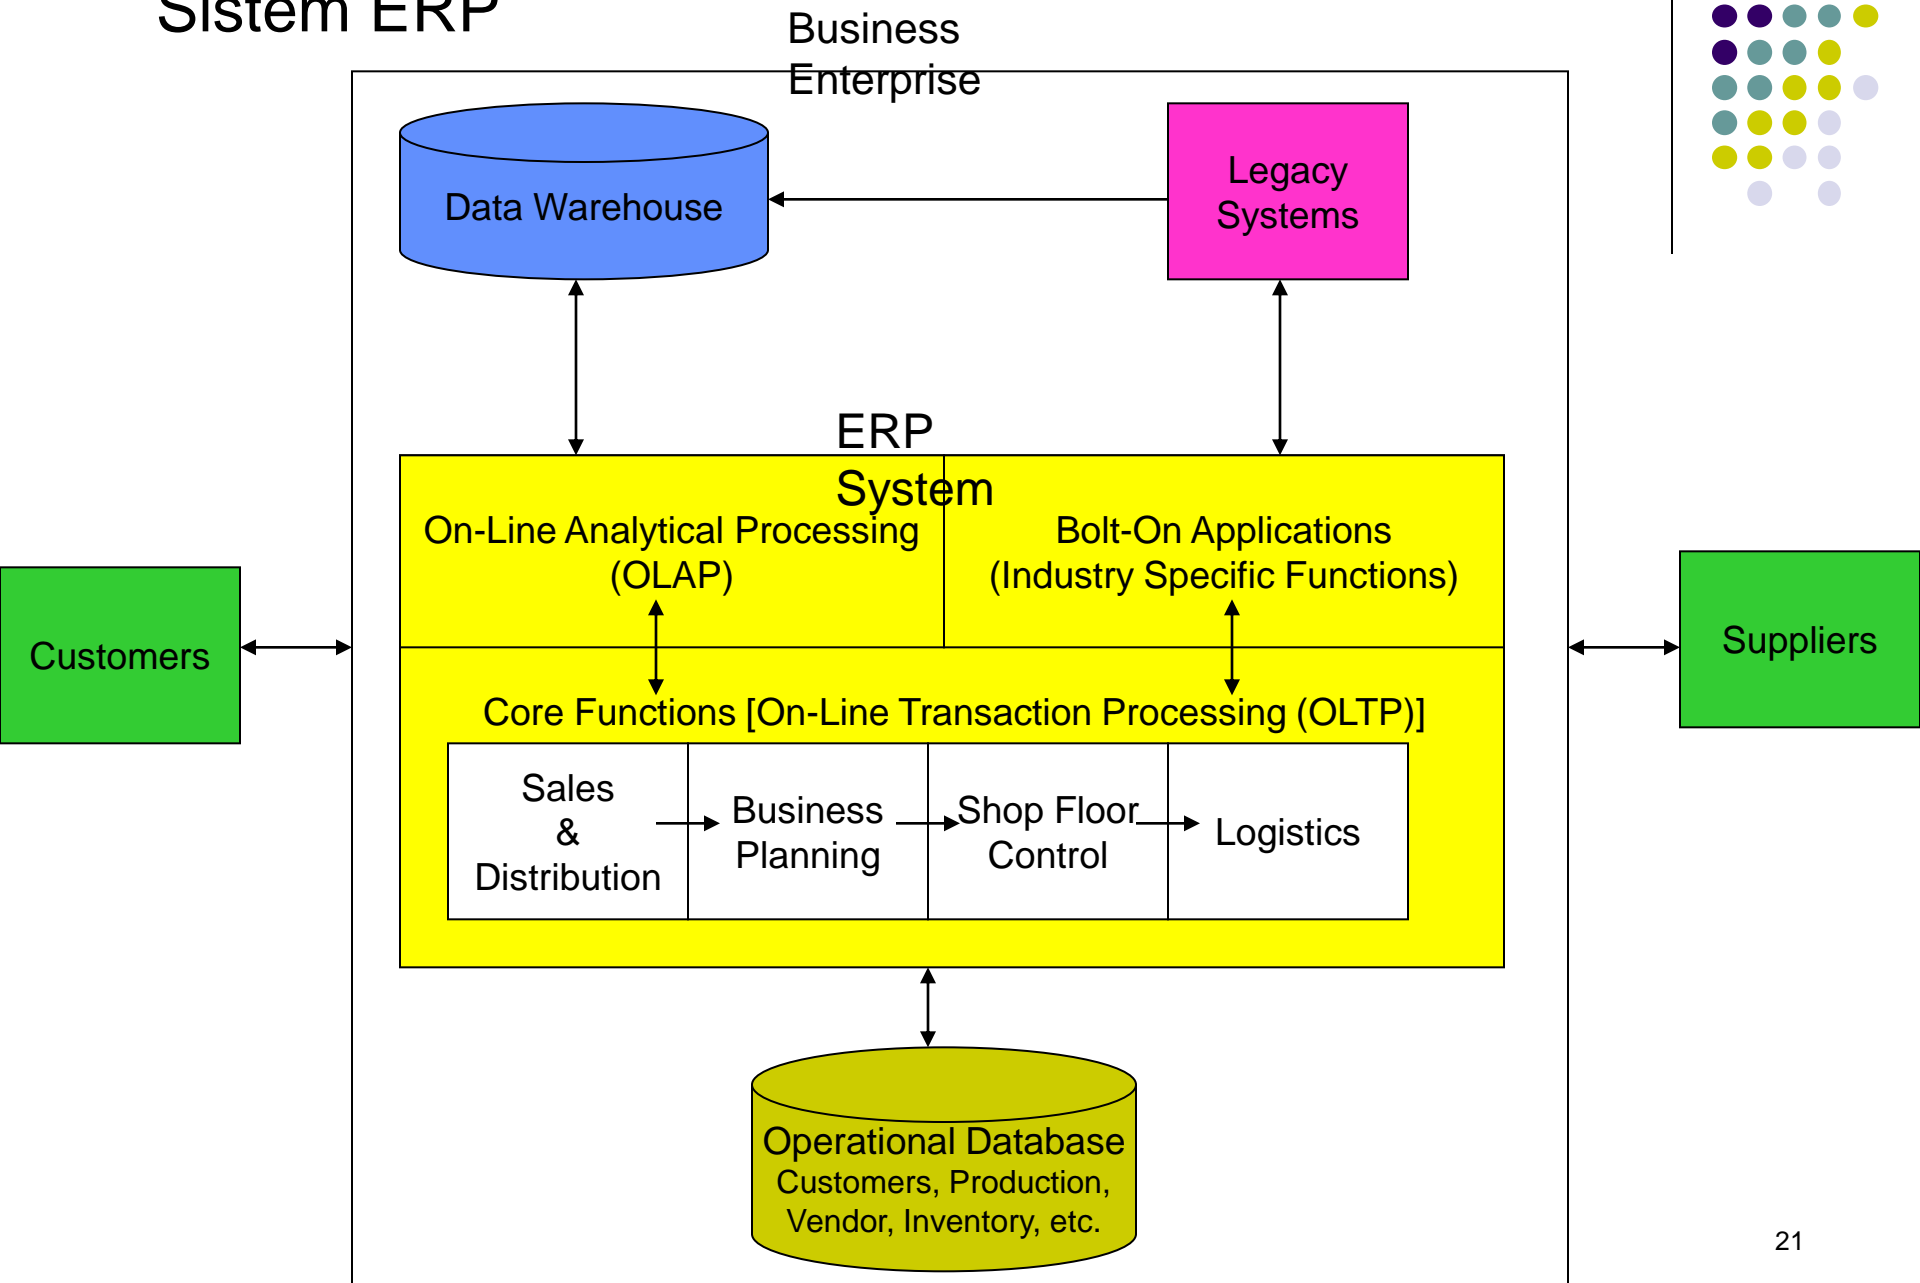 Sistem ERP
Business
Enterprise
Data Warehouse
Legacy
Systems
ERP
System
On-Line Analytical Processing
(OLAP)
Bolt-On Applications
(Industry Specific Functions)
Customers
Suppliers
Core Functions [On-Line Transaction Processing (OLTP)]
Sales
&
Distribution
Business
Planning
Shop Floor
Control
Logistics
Operational Database
Customers, Production,
Vendor, Inventory, etc.
21